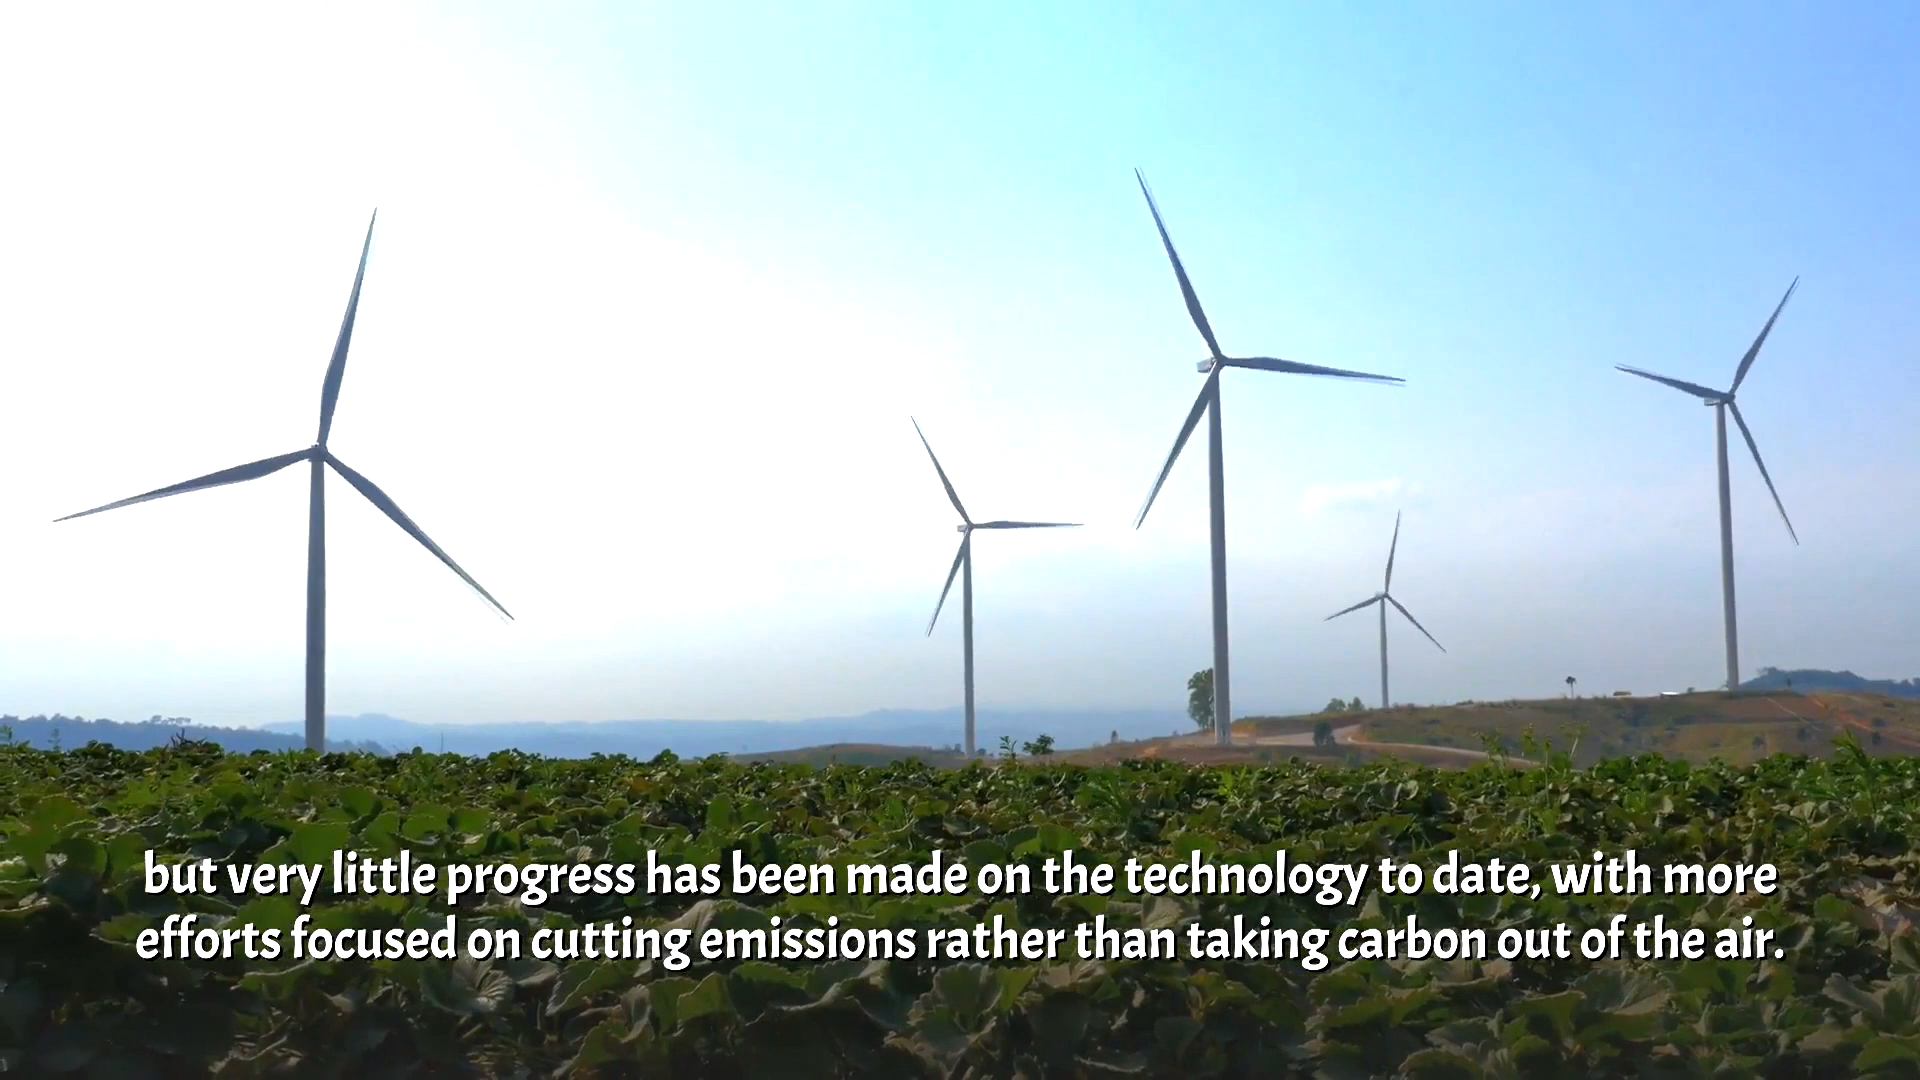 but very little progress has been made on the technology to date, with more
efforts focused on cutting emissions rather than taking carbon out of the air.